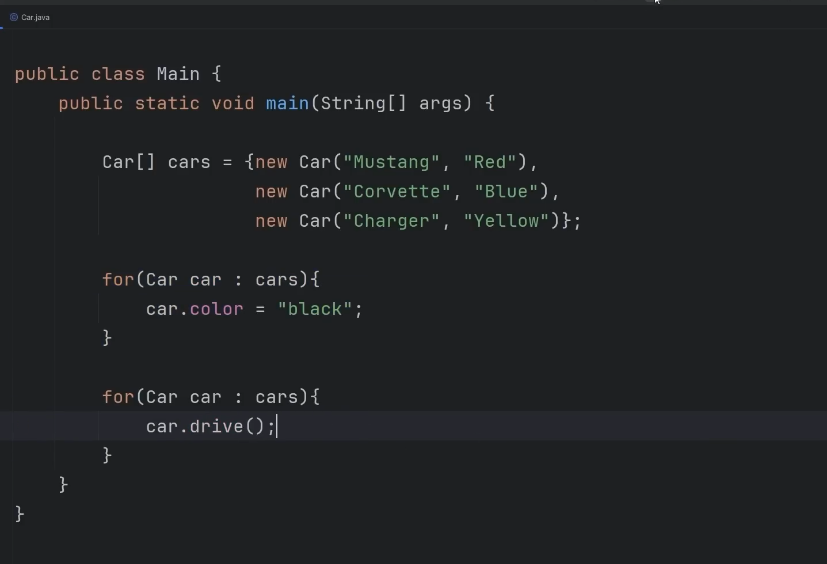 Car.java
public class Main {
public static void main(String[] args) {
Car[] cars = {new Car("Mustang", "Red"),
new Car("Corvette", "Blue"),
new Car("Charger", "Yellow")};
for(Car car : cars){
car.color = "black";
}
for(Car car : cars){
car.drive();
}
}
}